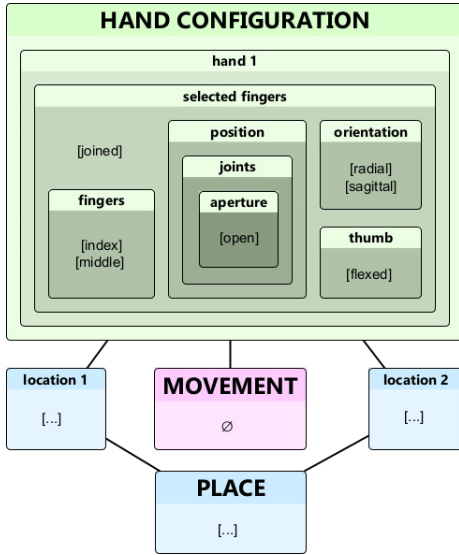 HAND CONFIGURATION
hand 1
selected fingers
[joined]
fingers
[index]
[middle]
position
joints
aperture
[open]
orientation
[radial]
[sagittal]
thumb
[flexed]
location 1
[...]
MOVEMENT
∅
location 2
[...]
PLACE
[...]